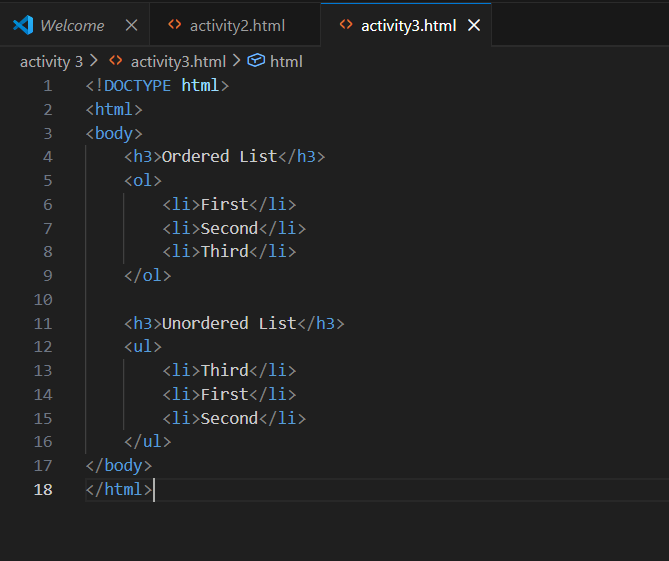 Welcome activity2.html activity3.html
activity 3 > activity3.html > html
1 <!DOCTYPE html>
2 <html>
3 <body>
4     <h3>Ordered List</h3>
5     <ol>
6         <li>First</li>
7         <li>Second</li>
8         <li>Third</li>
9     </ol>
10
11     <h3>Unordered List</h3>
12     <ul>
13         <li>Third</li>
14         <li>First</li>
15         <li>Second</li>
16     </ul>
17 </body>
18 </html>